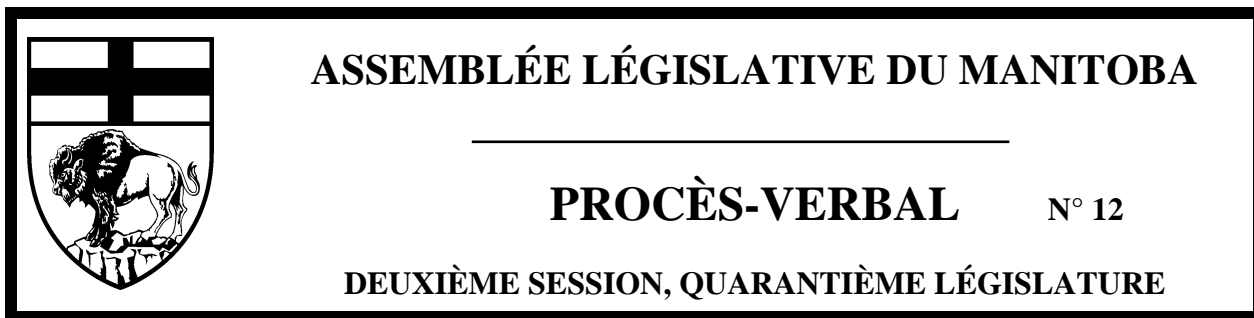 ASSEMBLÉE LÉGISLATIVE DU MANITOBA
PROCÈS-VERBAL N° 12
DEUXIÈME SESSION, QUARANTIÈME LÉGISLATURE